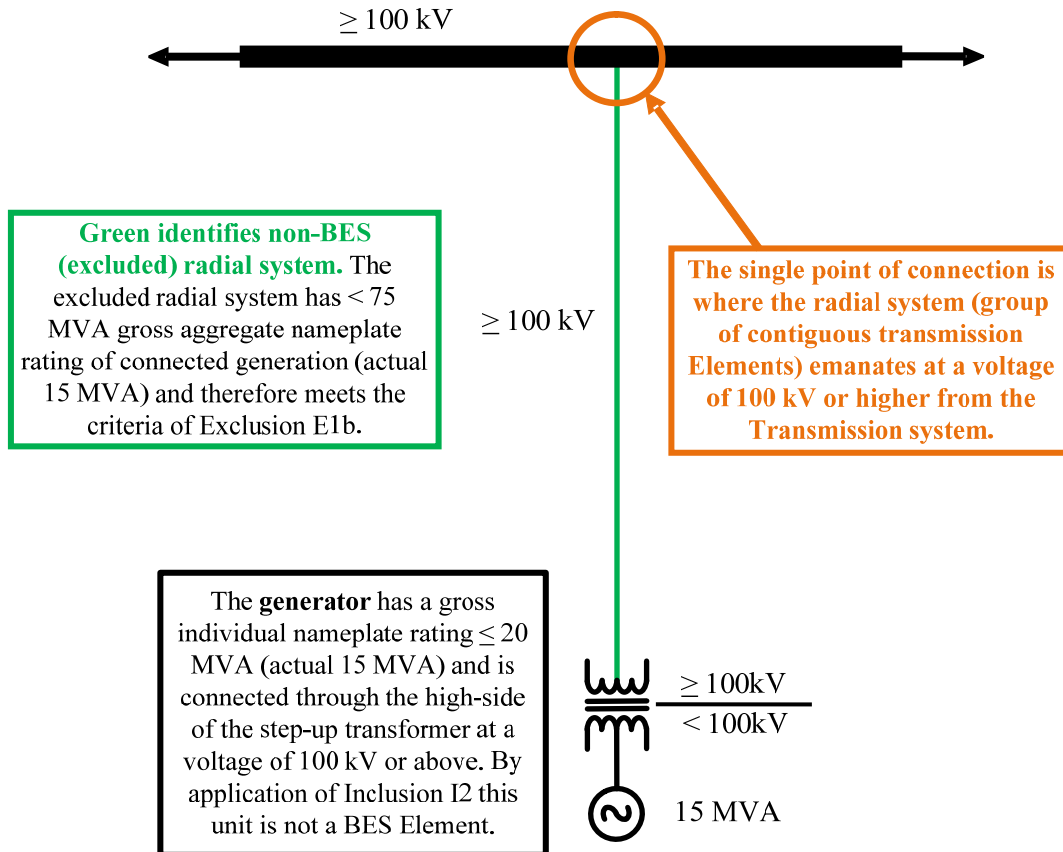 ≥ 100 kV
Green identifies non-BES
(excluded) radial system. The
excluded radial system has < 75
MVA gross aggregate nameplate
rating of connected generation (actual
15 MVA) and therefore meets the
criteria of Exclusion E1b.
≥ 100 kV
The single point of connection is
where the radial system (group
of contiguous transmission
Elements) emanates at a voltage
of 100 kV or higher from the
Transmission system.
The generator has a gross
individual nameplate rating ≤ 20
MVA (actual 15 MVA) and is
connected through the high-side
of the step-up transformer at a
voltage of 100 kV or above. By
application of Inclusion I2 this
unit is not a BES Element.
≥ 100kV
< 100kV
15 MVA